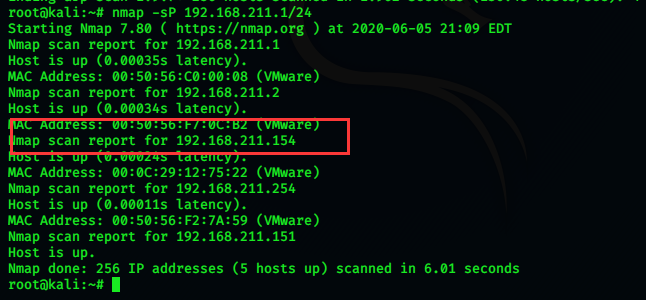 root@kali:~# nmap -sP 192.168.211.1/24
Starting Nmap 7.80 ( https://nmap.org ) at 2020-06-05 21:09 EDT
Nmap scan report for 192.168.211.1
Host is up (0.00035s latency).
MAC Address: 00:50:56:C0:00:08 (VMware)
Nmap scan report for 192.168.211.2
Host is up (0.00034s latency).
MAC Address: 00:50:56:F7:0C:B2 (VMware)
Nmap scan report for 192.168.211.154
Host is up (0.00024s latency).
MAC Address: 00:0C:29:12:75:22 (VMware)
Nmap scan report for 192.168.211.254
Host is up (0.00011s latency).
MAC Address: 00:50:56:F2:7A:59 (VMware)
Nmap scan report for 192.168.211.151
Host is up.
Nmap done: 256 IP addresses (5 hosts up) scanned in 6.01 seconds
root@kali:~#